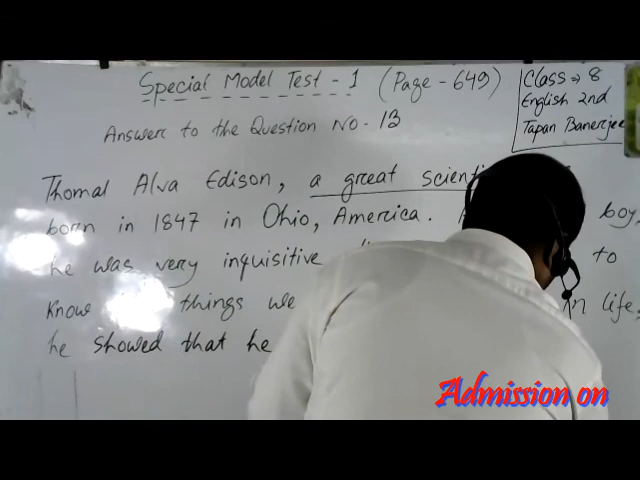 Special Model Test - 1 (Page - 649)
Class ⇒ 8
English 2nd
Tapan Banerjee
Answer to the Question No - 13
Thomal Alva Edison, a great scienti
born in 1847 in Ohio, America. boy,
he was very inquisitive to
know things we in life,
he showed that he
Admission on